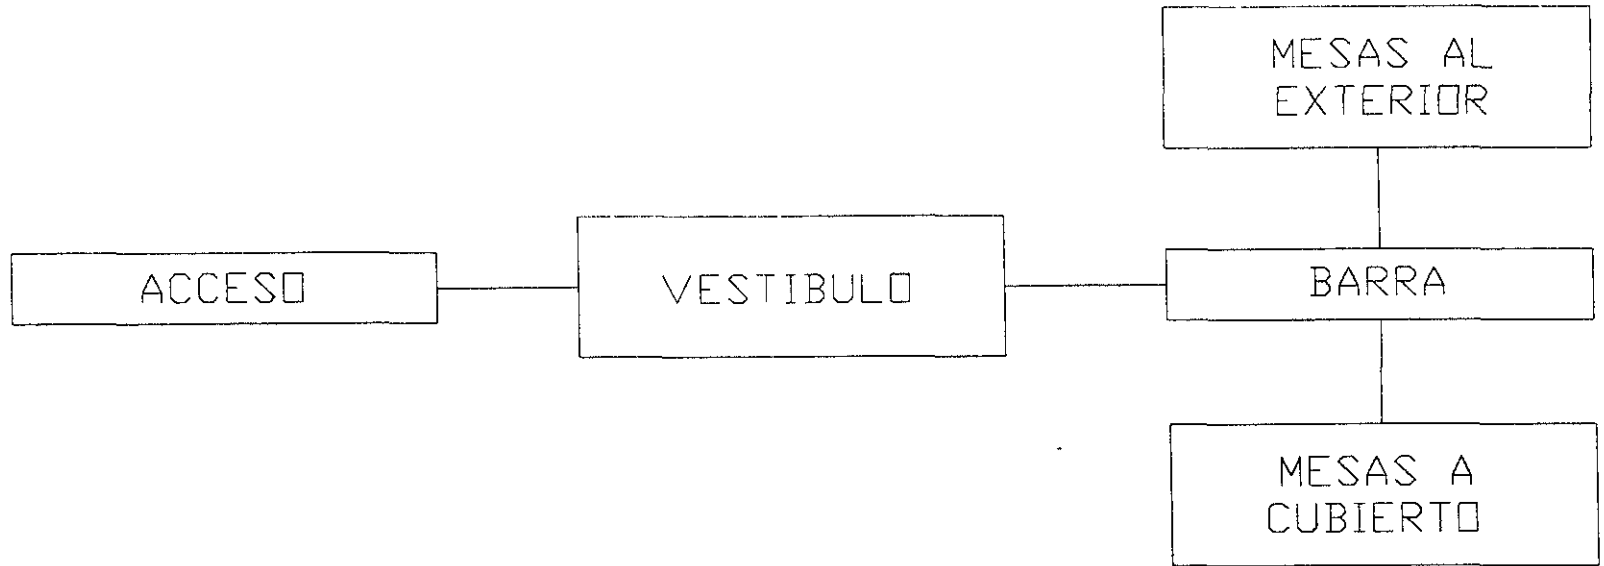 MESAS AL
EXTERIOR
ACCESO
VESTIBULO
BARRA
MESAS A
CUBIERTO